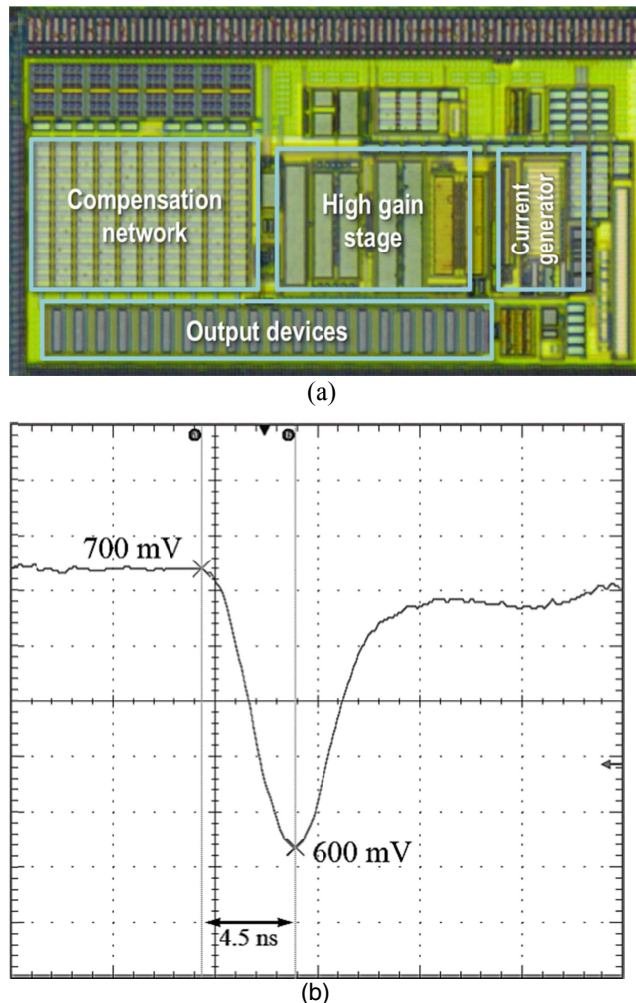 Compensation
network
High gain
stage
Current
generator
Output devices
(a)
a
b
700 mV
600 mV
4.5 ns
(b)